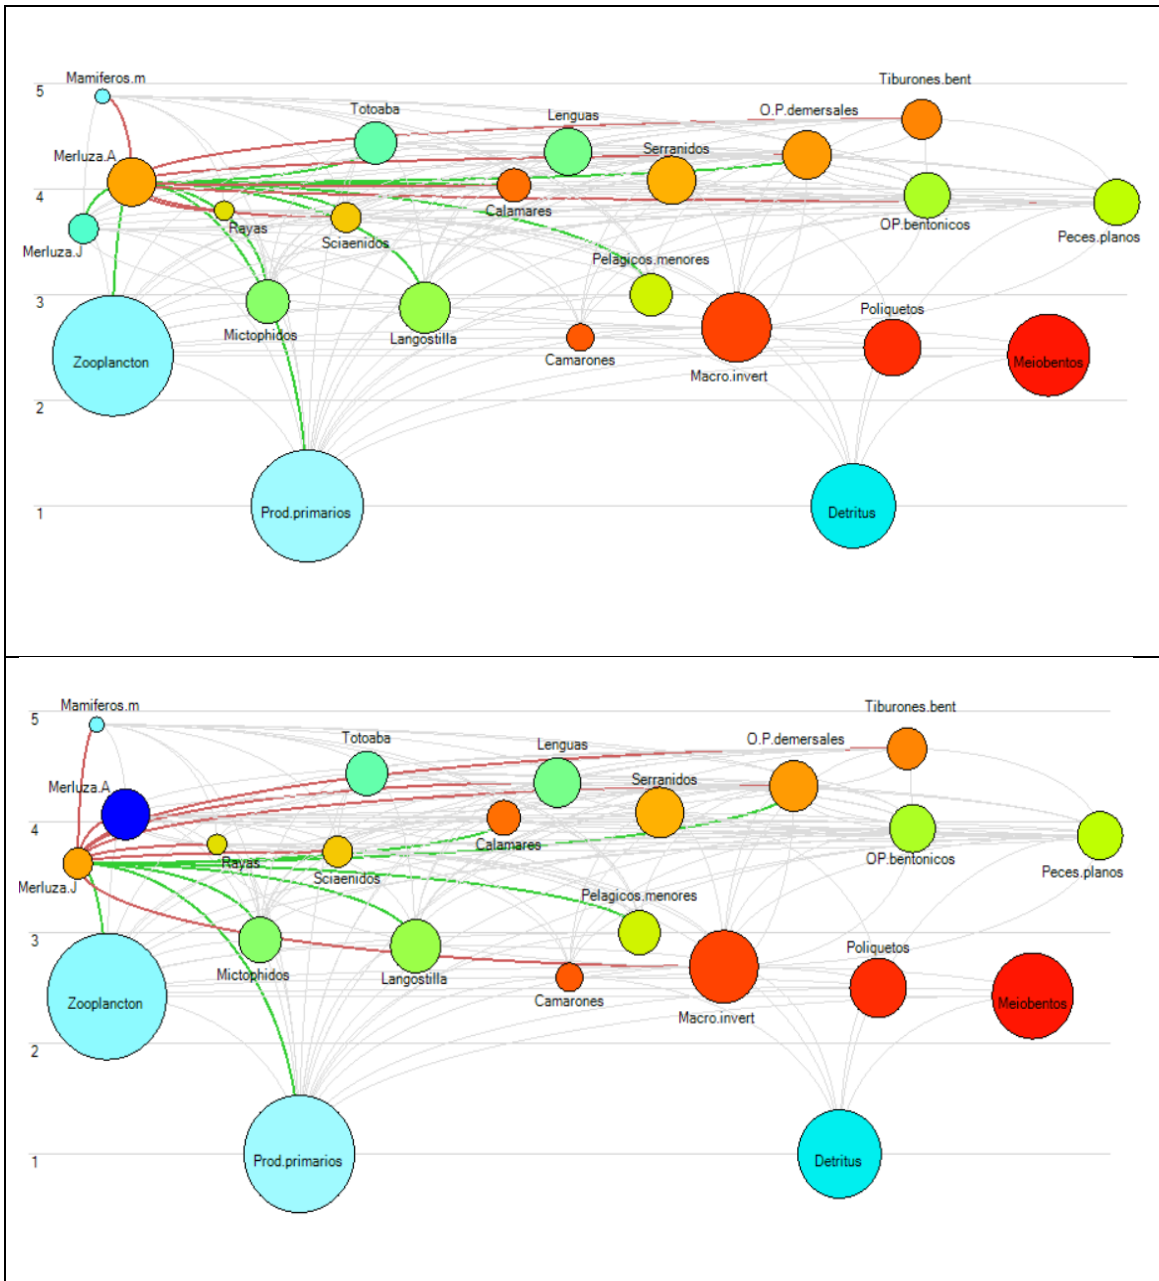 Mamiferos.m
Tiburones.bent
5
Totoaba
Lenguas
O.P.demersales
Merluza.A
Serranidos
4
Calamares
Rayas
OP.bentonicos
Peces.planos
Sciaenidos
Merluza.J
Pelagicos.menores
3
Mictophidos
Langostilla
Poliquetos
Zooplancton
Camarones
Macro.invert
Meiobentos
2
Prod.primarios
Detritus
1
Mamiferos.m
Tiburones.bent
5
Totoaba
Lenguas
O.P.demersales
Merluza.A
Serranidos
4
Calamares
Rayas
OP.bentonicos
Sciaenidos
Peces.planos
Merluza.J
Pelagicos.menores
3
Mictophidos
Langostilla
Poliquetos
Zooplancton
Camarones
Macro.invert
Meiobentos
2
Prod.primarios
Detritus
1